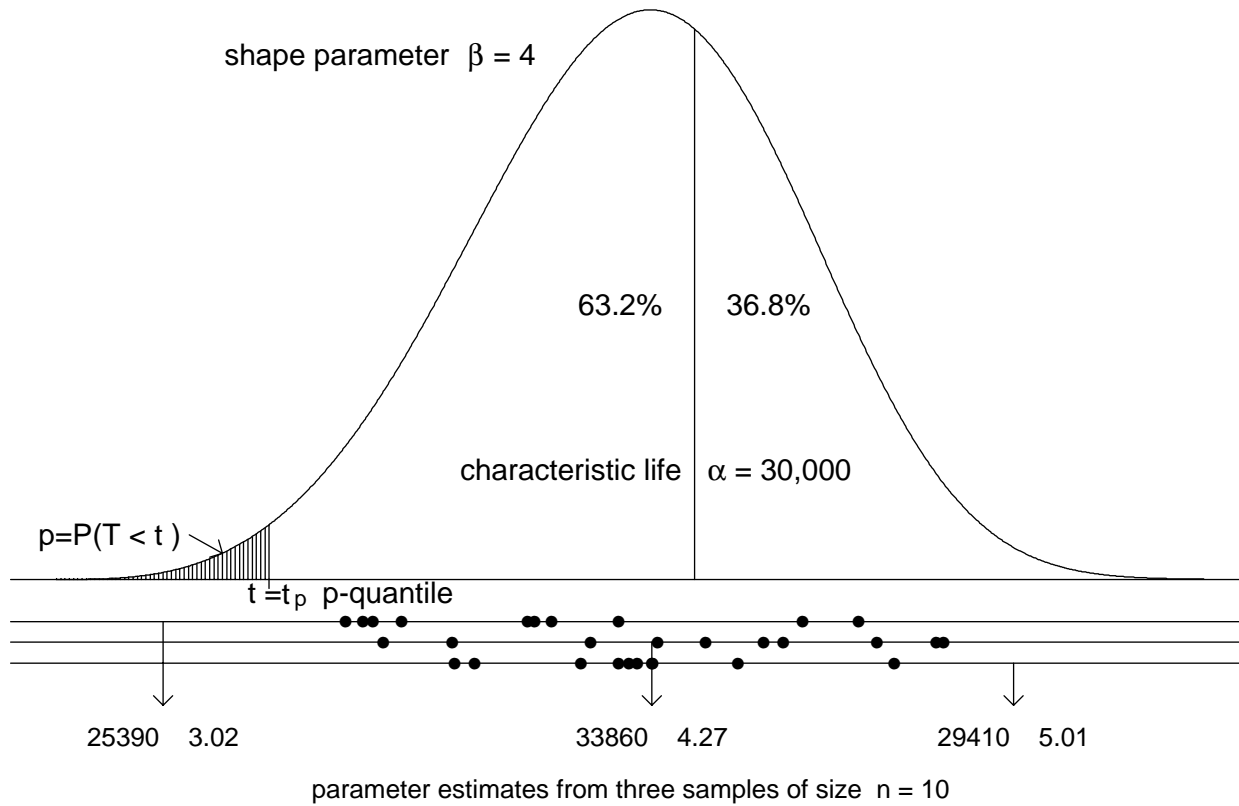 shape parameter β = 4
63.2% 36.8%
characteristic life α = 30,000
p=P(T < t )
t =tp p-quantile
25390 3.02 33860 4.27 29410 5.01
parameter estimates from three samples of size n = 10